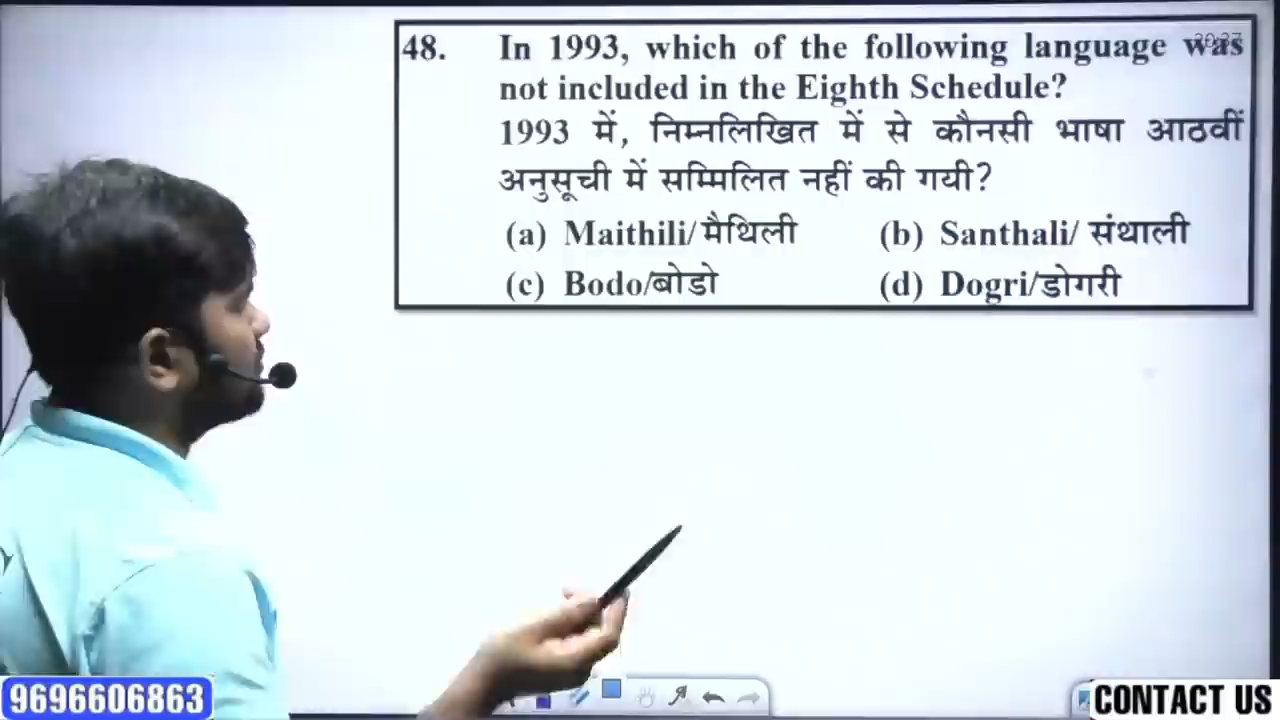 48. In 1993, which of the following language was
not included in the Eighth Schedule?
1993 में, निम्नलिखित में से कौनसी भाषा आठवीं
अनुसूची में सम्मिलित नहीं की गयी?
(a) Maithili/मैथिली (b) Santhali/ संथाली
(c) Bodo/बोडो (d) Dogri/डोगरी
9696606863
CONTACT US